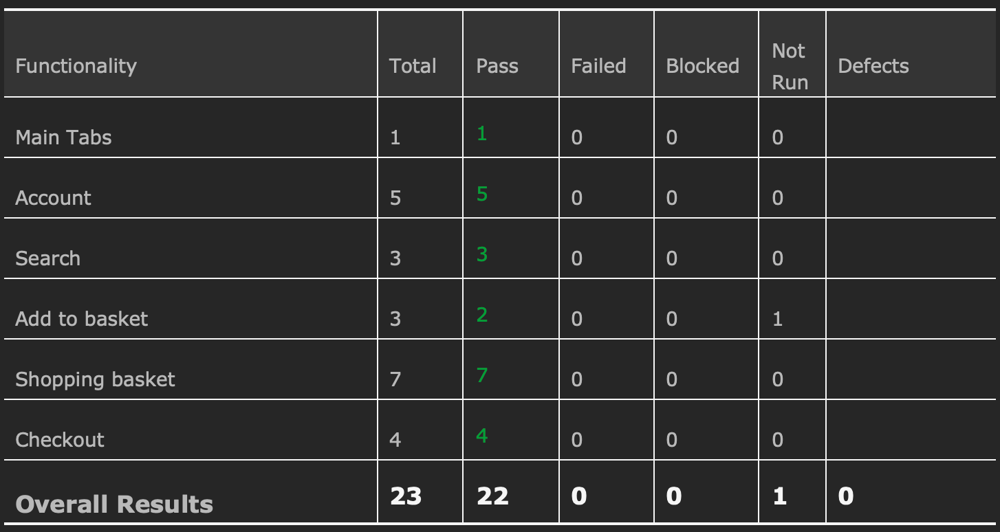 Functionality Total Pass Failed Blocked Not Run Defects
Main Tabs 1 1 0 0 0
Account 5 5 0 0 0
Search 3 3 0 0 0
Add to basket 3 2 0 0 1
Shopping basket 7 7 0 0 0
Checkout 4 4 0 0 0
Overall Results 23 22 0 0 1 0